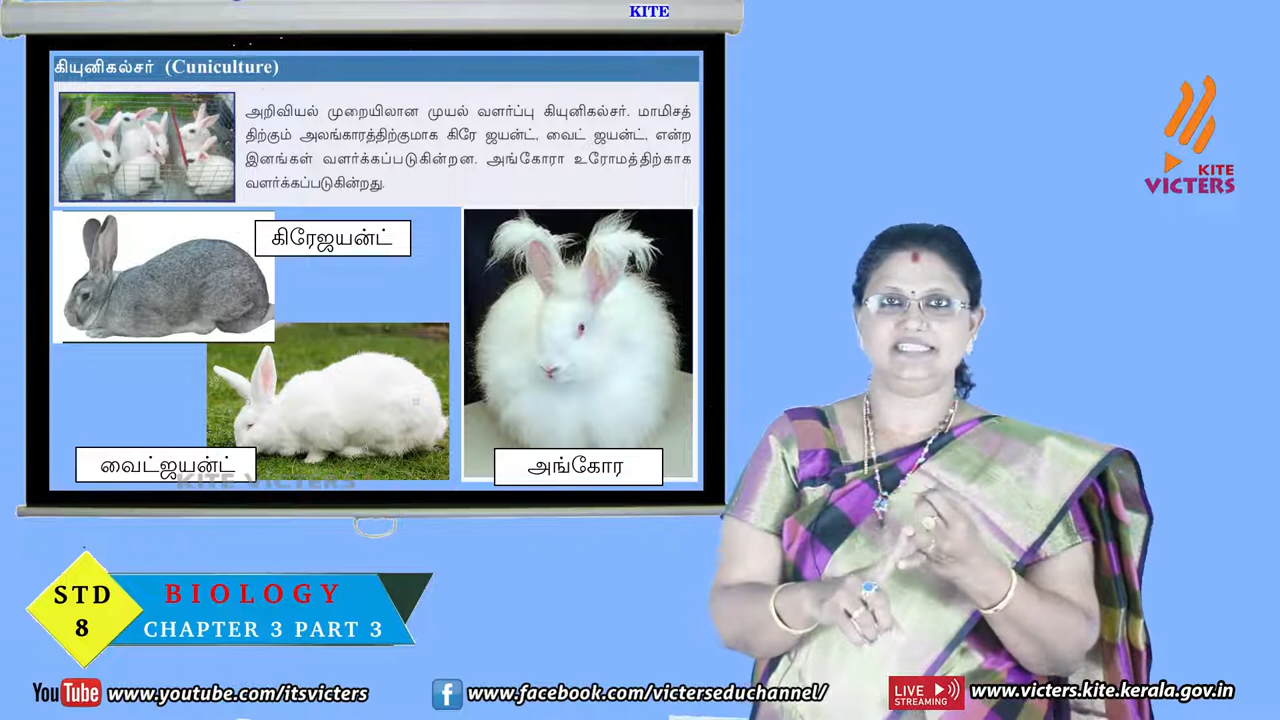 KITE
கியுனிகல்சர் (Cuniculture)
அறிவியல் முறையிலான முயல் வளர்ப்பு கியுனிகல்சர். மாமிசத்
திற்கும் அலங்காரத்திற்குமாக கிரே ஜயன்ட், வைட் ஜயன்ட், என்ற
இனங்கள் வளர்க்கப்படுகின்றன. அங்கோரா உரோமத்திற்காக
வளர்க்கப்படுகின்றது.
கிரேஜயன்ட்
வைட்ஜயன்ட்
அங்கோர
KITE VICTERS
KITE
VICTERS
STD
8
BIOLOGY
CHAPTER 3 PART 3
YouTube www.youtube.com/itsvicters
f www.facebook.com/victerseduchannel/
LIVE STREAMING www.victers.kite.kerala.gov.in